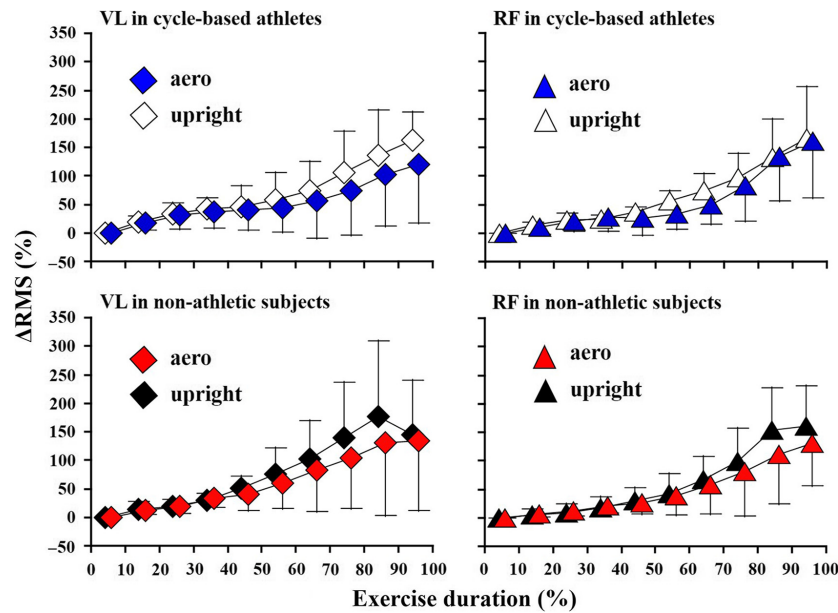 VL in cycle-based athletes
RF in cycle-based athletes
350
300
250
200
150
100
50
0
–50
aero
upright
aero
upright
ΔRMS (%)
VL in non-athletic subjects
RF in non-athletic subjects
350
300
250
200
150
100
50
0
–50
aero
upright
aero
upright
0 10 20 30 40 50 60 70 80 90 100
0 10 20 30 40 50 60 70 80 90 100
Exercise duration (%)